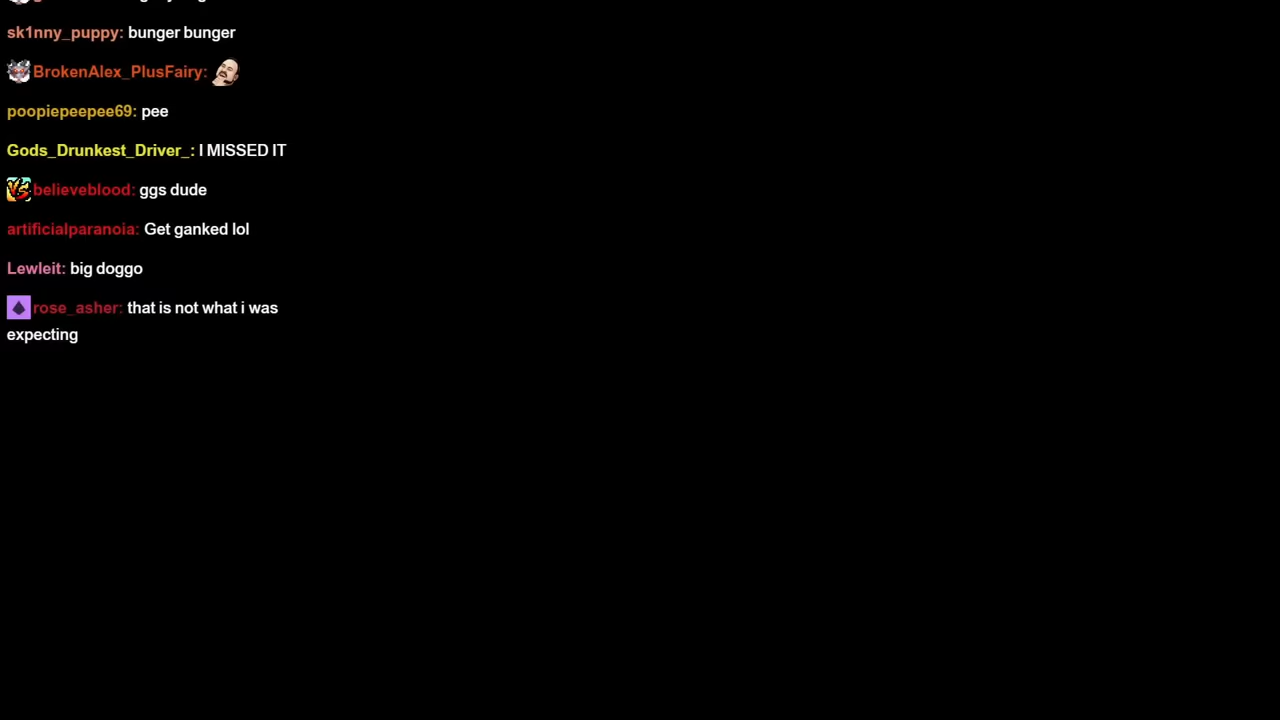 sk1nny_puppy: bunger bunger
BrokenAlex_PlusFairy:
poopiepeepee69: pee
Gods_Drunkest_Driver_: I MISSED IT
believeblood: ggs dude
artificialparanoia: Get ganked lol
Lewleit: big doggo
rose_asher: that is not what i was
expecting